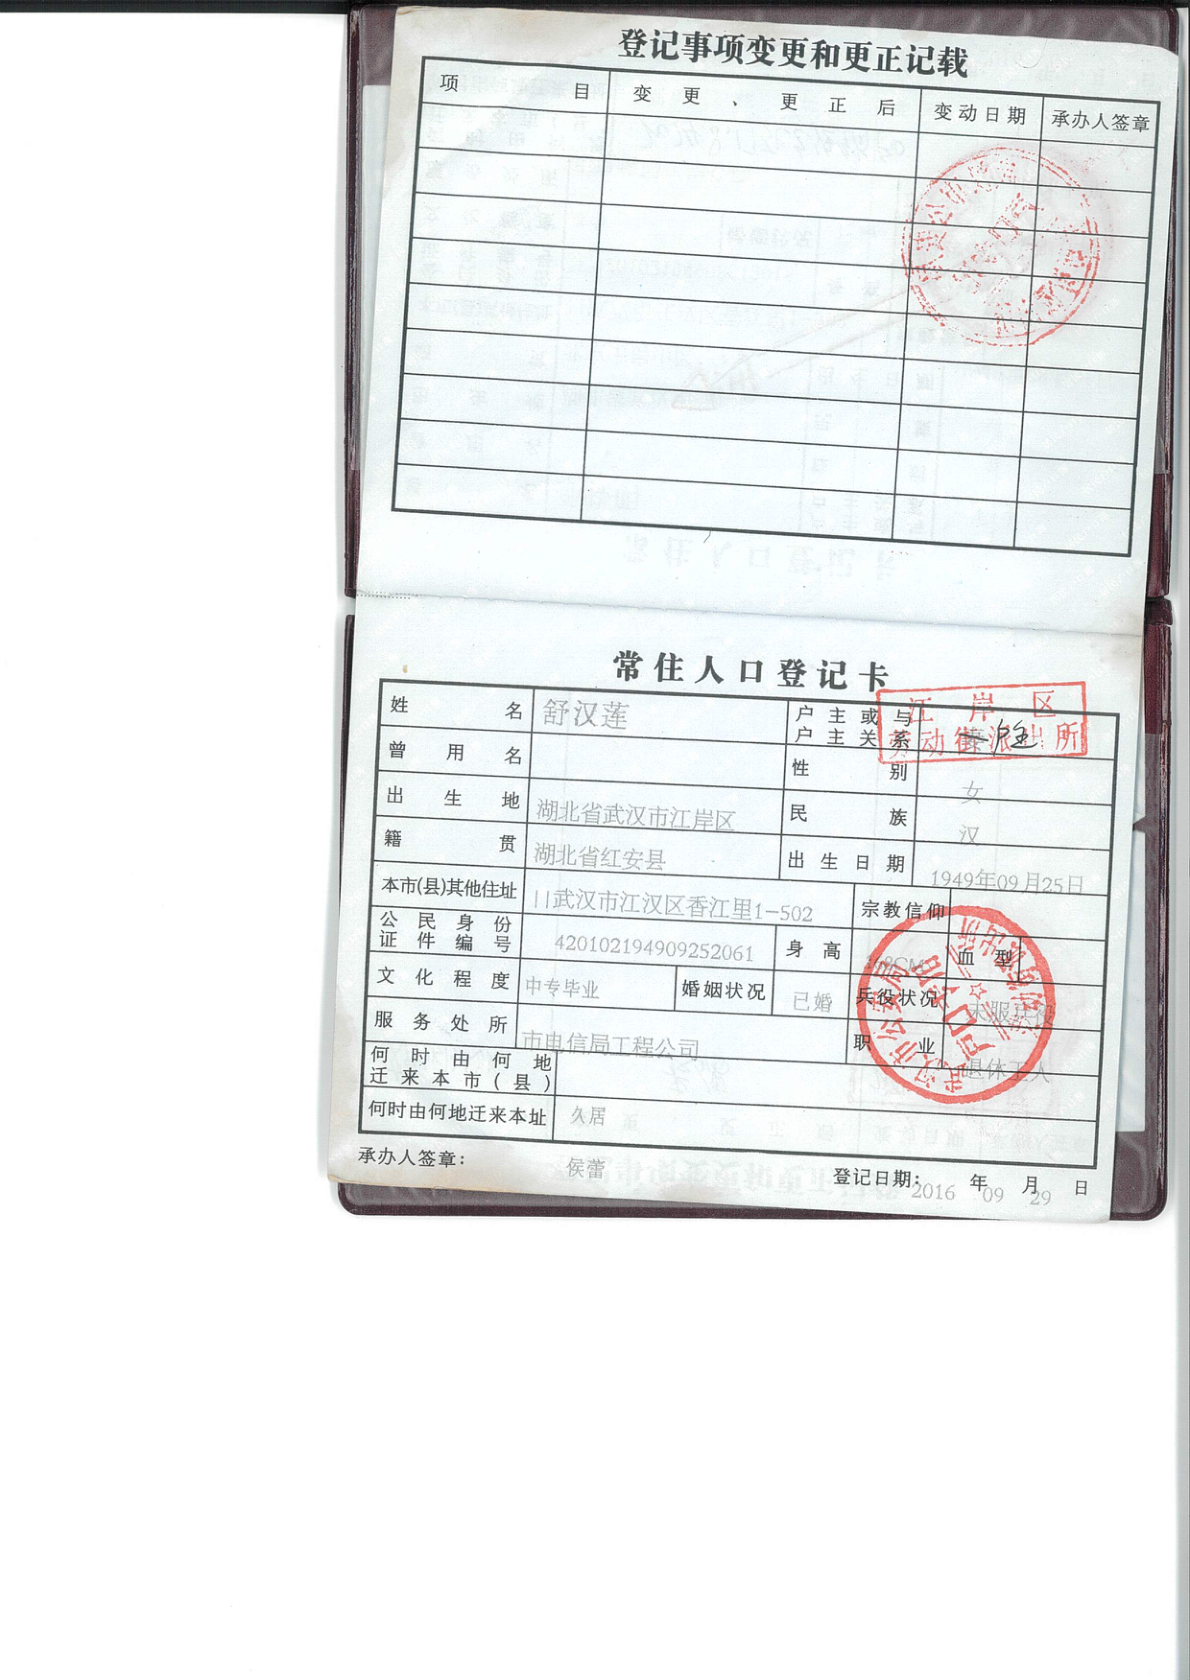 登记事项变更和更正记载
项 目 变 更 、 更 正 后 变动日期 承办人签章
常住人口登记卡
姓 名 舒汉莲 户主或与户主关系
江 岸 区
劳动街派出所
曾 用 名 性 别 女
出 生 地 湖北省武汉市江岸区 民 族 汉
籍 贯 湖北省红安县 出生日期 1949年09月25日
本市(县)其他住址 武汉市江汉区香江里1-502 宗教信仰
公民身份证件编号 420102194909252061 身高 血型
文化程度 中专毕业 婚姻状况 已婚 兵役状况 未服兵役
服务处所 市电信局工程公司 职 业 退休工人
何时由何地迁来本市(县)
何时由何地迁来本址 久居
承办人签章: 侯蕾 登记日期: 2016 年 09 月 29 日
武汉市公安局
户口专用